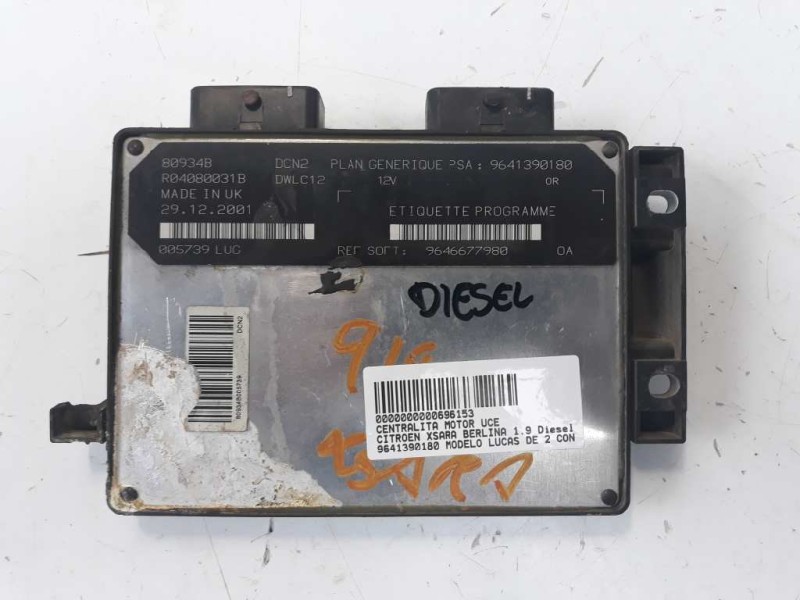 80934B DCN2 PLAN GENERIQUE PSA : 9641390180
R04080031B DWLC12 12V OR
MADE IN UK
29.12.2001 ETIQUETTE PROGRAMME
005739 LUG REF SOFT: 9646677980 OA
DIESEL
DCN2
XSARA
0000000000696153
CENTRALITA MOTOR UCE
CITROEN XSARA BERLINA 1.9 Diesel
9641390180 MODELO LUCAS DE 2 CON